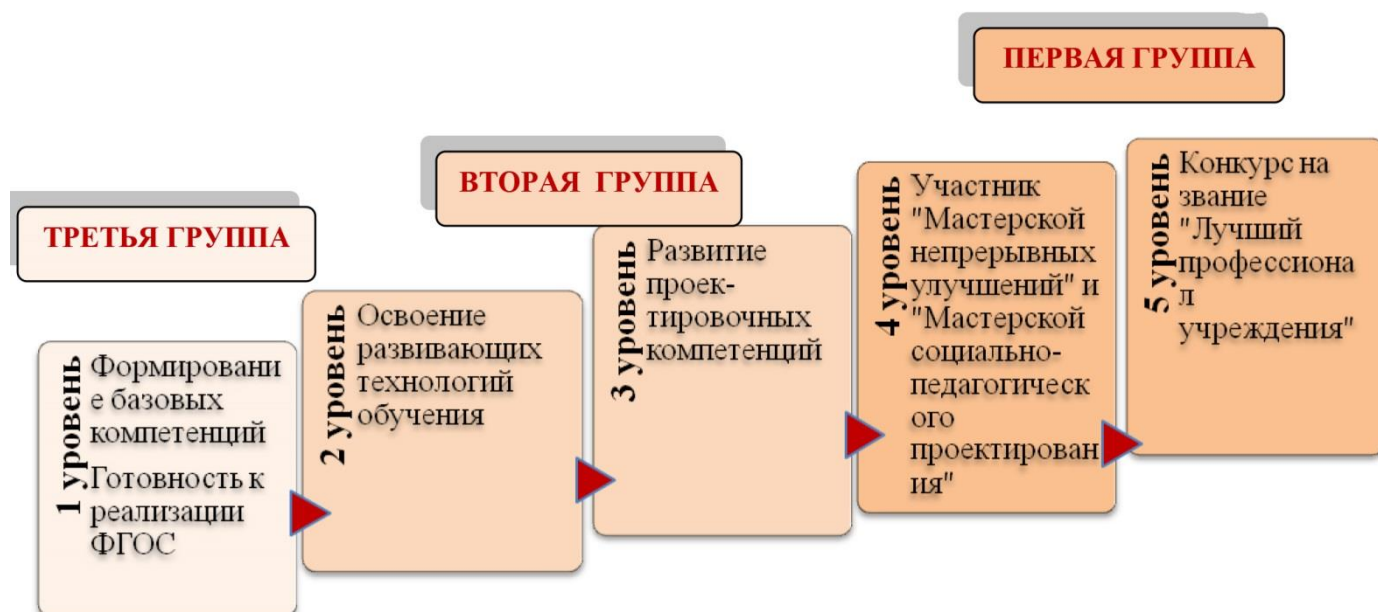 ТРЕТЬЯ ГРУППА
1 уровень
Формировани
е базовых
компетенций
Готовность к
реализации
ФГОС
ВТОРАЯ ГРУППА
2 уровень
Освоение
развивающих
технологий
обучения
3 уровень
Развитие
проек-
тировочных
компетенций
ПЕРВАЯ ГРУППА
4 уровень
Участник
"Мастерской
непрерывных
улучшений" и
"Мастерской
социально-
педагогическ
ого
проектирован
ия"
5 уровень
Конкурс на
звание
"Лучший
профессиона
л
учреждения"